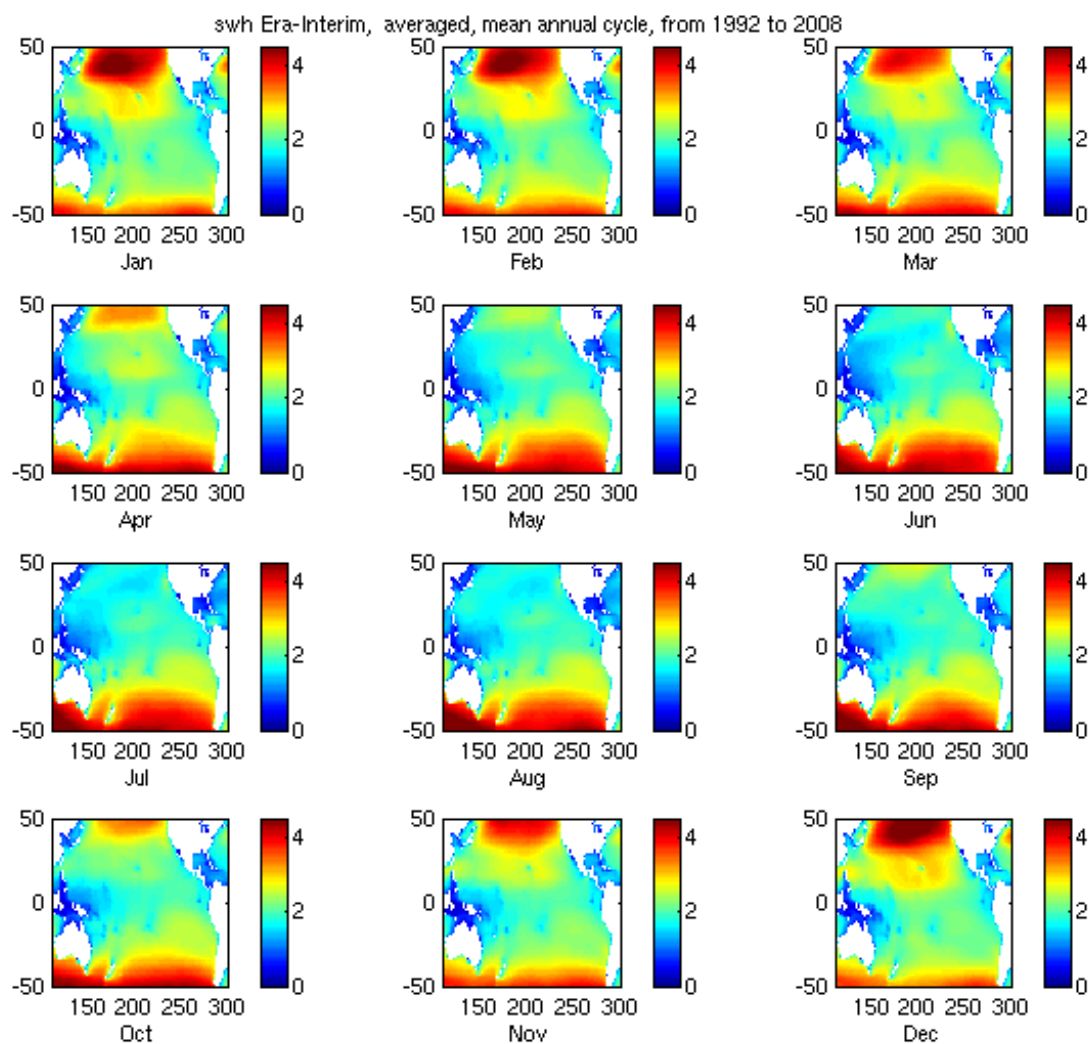 swh Era-Interim, averaged, mean annual cycle, from 1992 to 2008
50 4 50 4 50 4
0 2 0 2 0 2
-50 0 -50 0 -50 0
150 200 250 300 150 200 250 300 150 200 250 300
Jan Feb Mar
50 4 50 4 50 4
0 2 0 2 0 2
-50 0 -50 0 -50 0
150 200 250 300 150 200 250 300 150 200 250 300
Apr May Jun
50 4 50 4 50 4
0 2 0 2 0 2
-50 0 -50 0 -50 0
150 200 250 300 150 200 250 300 150 200 250 300
Jul Aug Sep
50 4 50 4 50 4
0 2 0 2 0 2
-50 0 -50 0 -50 0
150 200 250 300 150 200 250 300 150 200 250 300
Oct Nov Dec